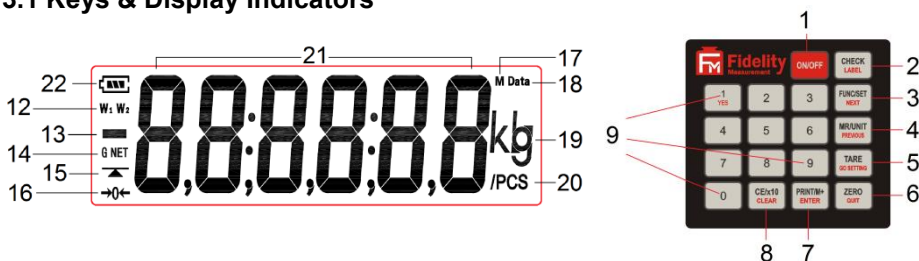 3.1 Keys & Display Indicators
21
17
M Data
18
22
12
W₁ W₂
13
14
G NET
15
16
→0←
kg
19
/PCS
20
1
FM Fidelity
Measurement
ON/OFF
CHECK
LABEL
2
1
YES
2
3
FUNC/SET
NEXT
3
9
4
5
6
MR/UNIT
PREVIOUS
4
7
8
9
TARE
GO SETTING
5
0
CE/x10
CLEAR
PRINT/M+
ENTER
ZERO
QUIT
6
8
7